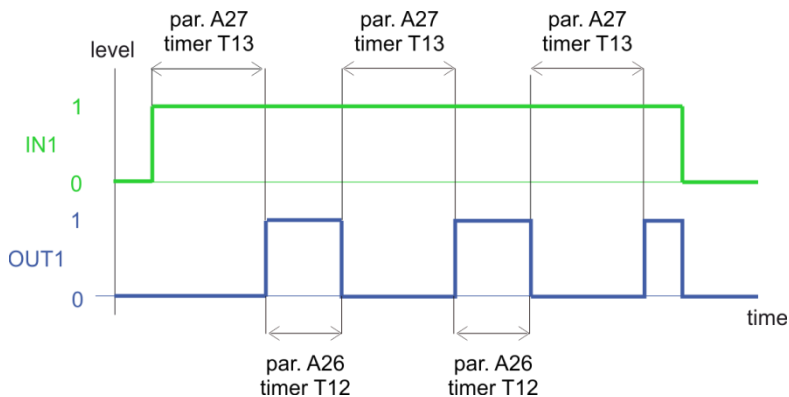 par. A27
timer T13
par. A27
timer T13
par. A27
timer T13
level
1
IN1
0
1
OUT1
0
time
par. A26
timer T12
par. A26
timer T12